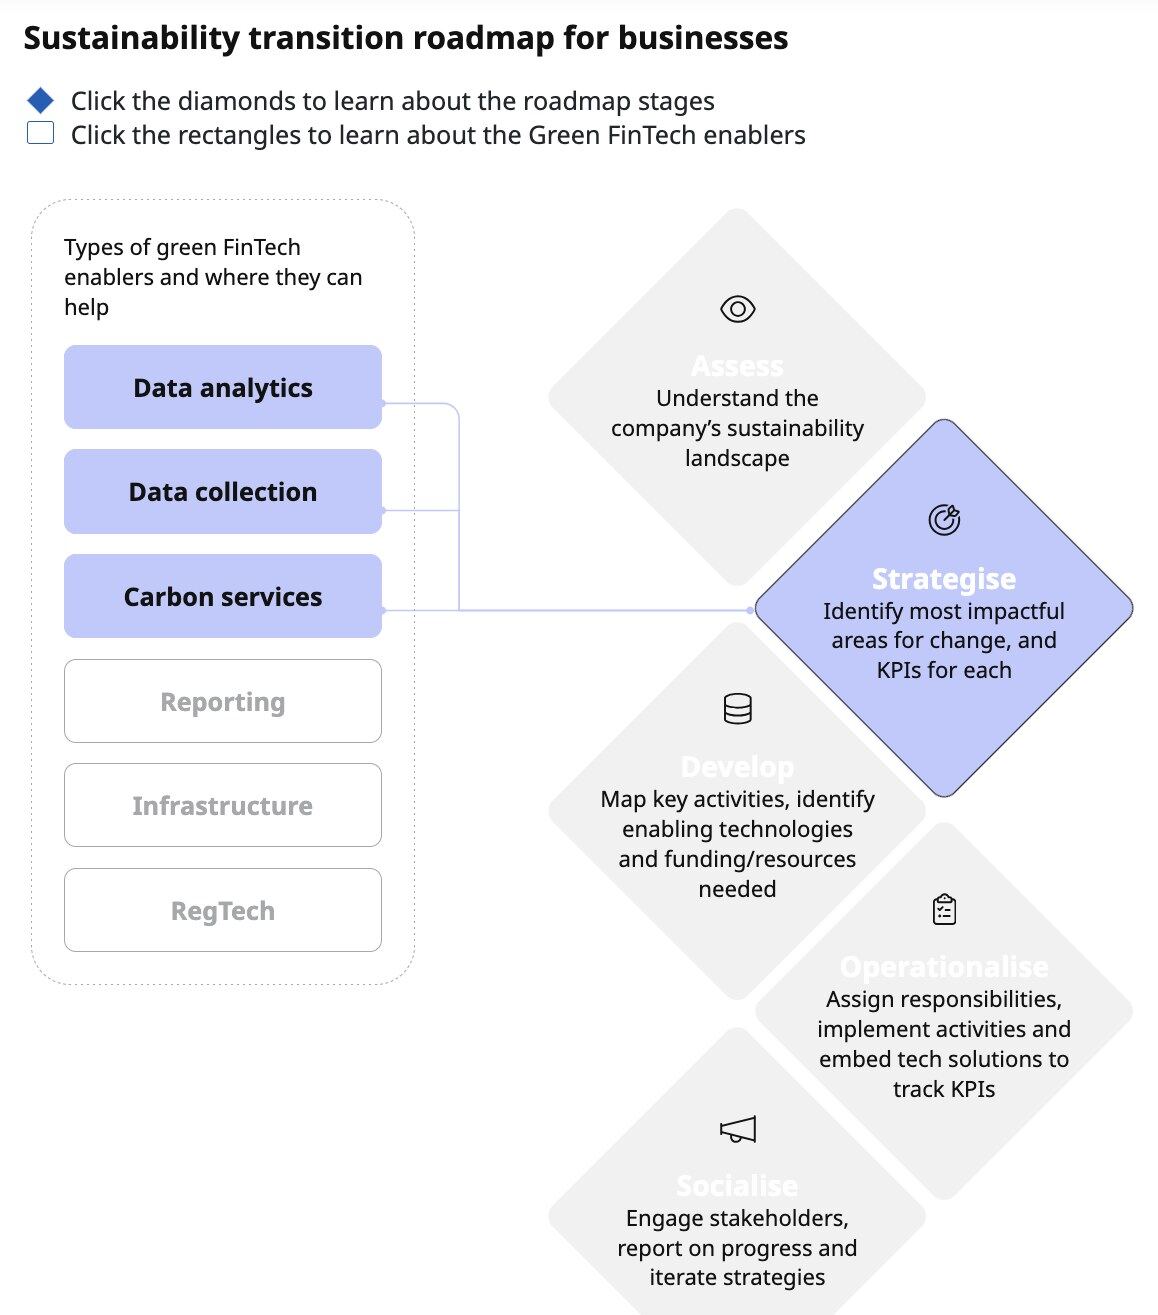 Sustainability transition roadmap for businesses
Click the diamonds to learn about the roadmap stages
Click the rectangles to learn about the Green FinTech enablers
Types of green FinTech
enablers and where they can
help
Data analytics
Data collection
Carbon services
Reporting
Infrastructure
RegTech
Assess
Understand the
company’s sustainability
landscape
Strategise
Identify most impactful
areas for change, and
KPIs for each
Develop
Map key activities, identify
enabling technologies
and funding/resources
needed
Operationalise
Assign responsibilities,
implement activities and
embed tech solutions to
track KPIs
Socialise
Engage stakeholders,
report on progress and
iterate strategies